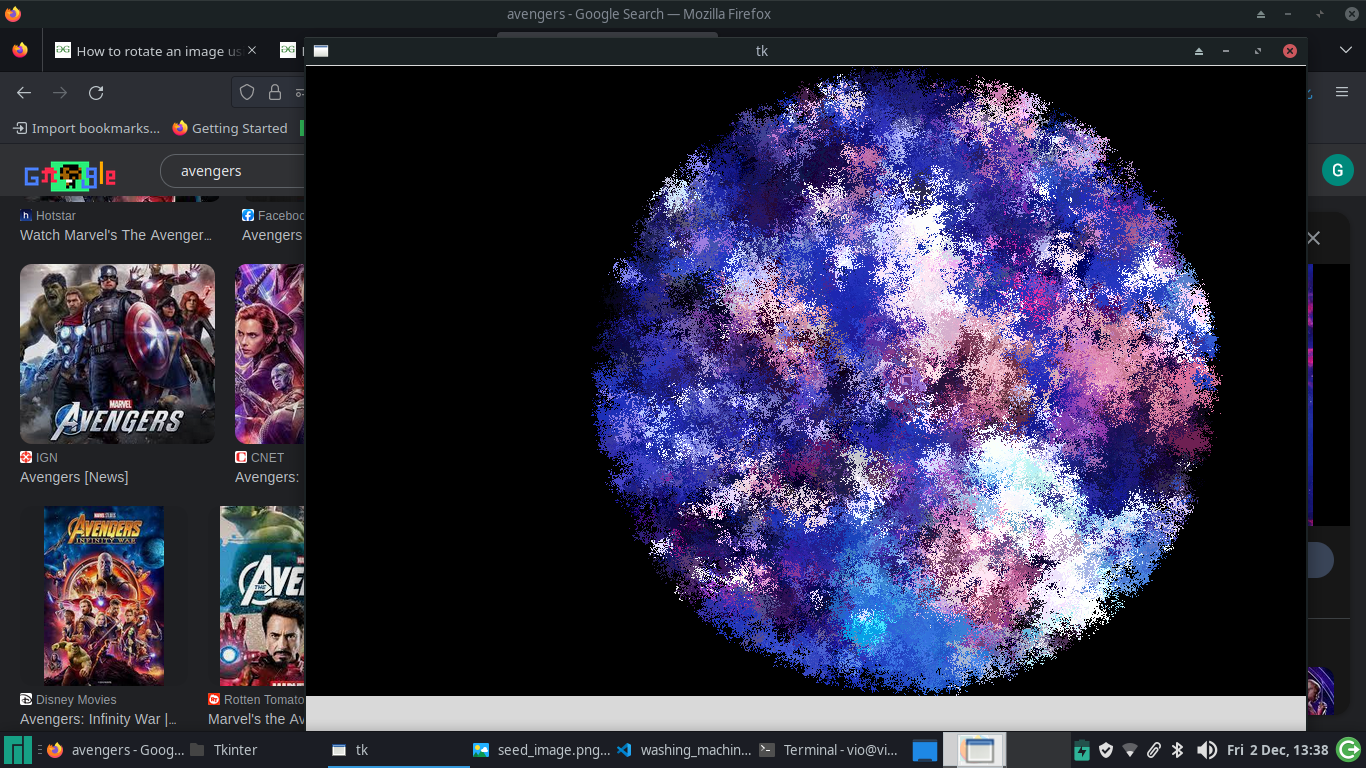 avengers - Google Search — Mozilla Firefox
How to rotate an image us
tk
Import bookmarks...
Getting Started
Google
avengers
G
Hotstar
Facebo
Watch Marvel's The Avenger...
Avengers
MARVEL
AVENGERS
IGN
CNET
Avengers [News]
Avengers:
AVENGERS
INFINITY WAR
THE
AVE
Disney Movies
Rotten Tomato
Avengers: Infinity War |...
Marvel's the Av
avengers - Goog...
Tkinter
tk
seed_image.png...
washing_machin...
Terminal - vio@vi...
Fri 2 Dec, 13:38